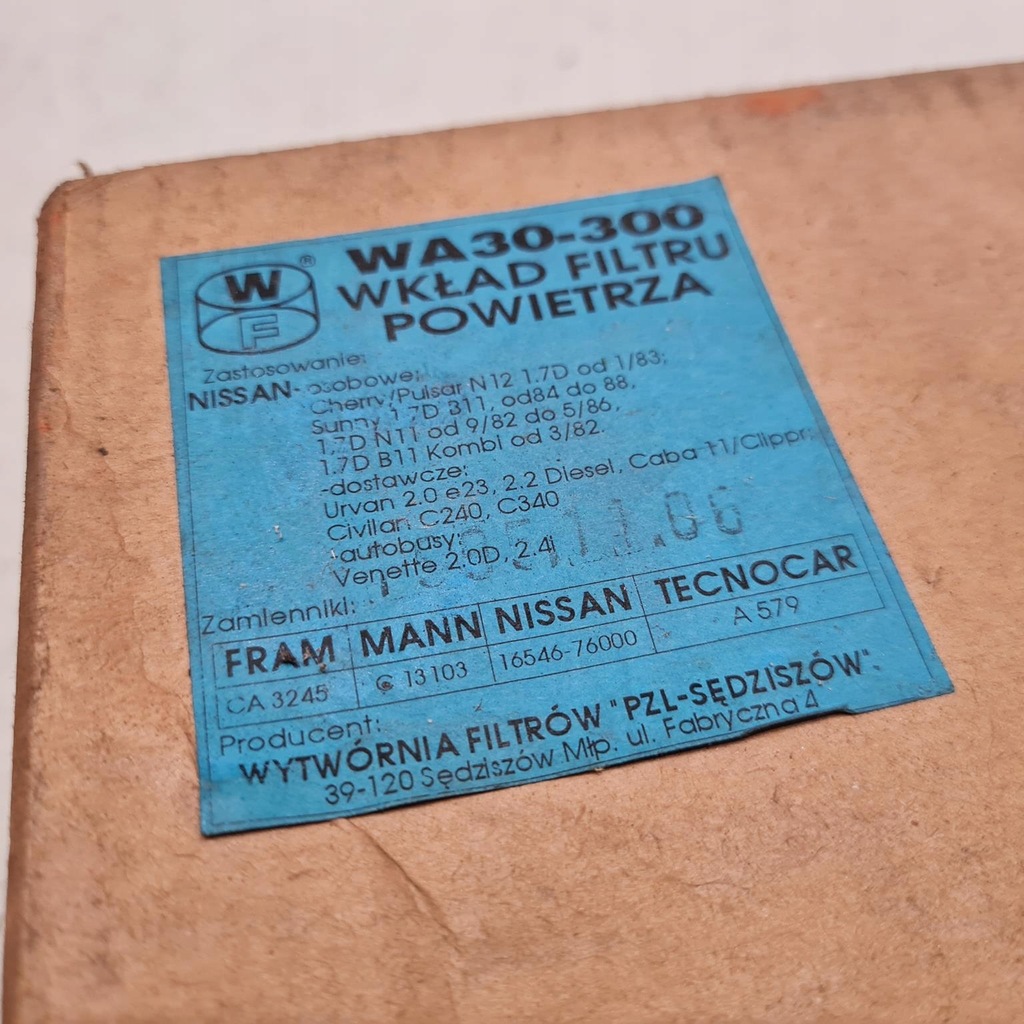 WF®
WA30-300
WKŁAD FILTRU
POWIETRZA
Zastosowanie:
NISSAN- osobowe:
Cherry/Pulsar N12 1.7D od 1/83;
Sunny 1.7D B11, od84 do 88,
1,7D N11 od 9/82 do 5/86,
1.7D B11 Kombi od 3/82.
-dostawcze:
Urvan 2.0 e23, 2.2 Diesel, Caba 11/Clippr;
Civilan C240, C340
-autobusy:
Venette 2.0D, 2.4
11.06
Zamienniki:
FRAM MANN NISSAN TECNOCAR
CA 3245 C 13103 16546-76000 A 579
Producent:
WYTWÓRNIA FILTRÓW "PZL-SĘDZISZÓW".
39-120 Sędziszów Młp. ul. Fabryczna 4